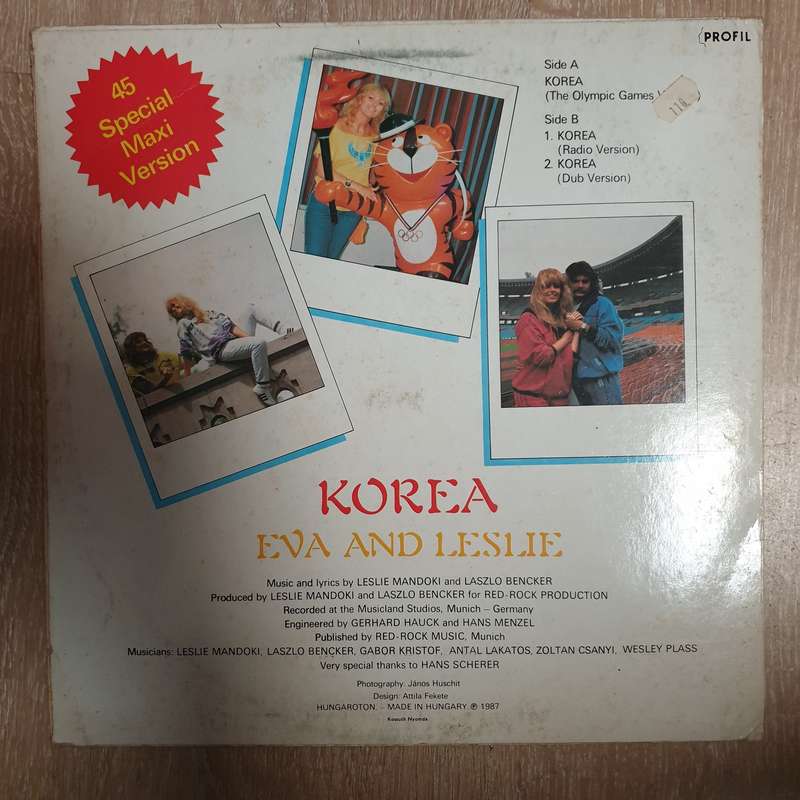 PROFIL
45
Special
Maxi
Version
Side A
KOREA
(The Olympic Games
116
Side B
1. KOREA
(Radio Version)
2. KOREA
(Dub Version)
KOREA
EVA AND LESLIE
Music and lyrics by LESLIE MANDOKI and LASZLO BENCKER
Produced by LESLIE MANDOKI and LASZLO BENCKER for RED-ROCK PRODUCTION
Recorded at the Musicland Studios, Munich – Germany
Engineered by GERHARD HAUCK and HANS MENZEL
Published by RED-ROCK MUSIC, Munich
Musicians: LESLIE MANDOKI, LASZLO BENCKER, GABOR KRISTOF, ANTAL LAKATOS, ZOLTAN CSANYI, WESLEY PLASS
Very special thanks to HANS SCHERER
Photography: János Huschit
Design: Attila Fekete
HUNGAROTON, – MADE IN HUNGARY ℗ 1987
Kossuth Nyomda